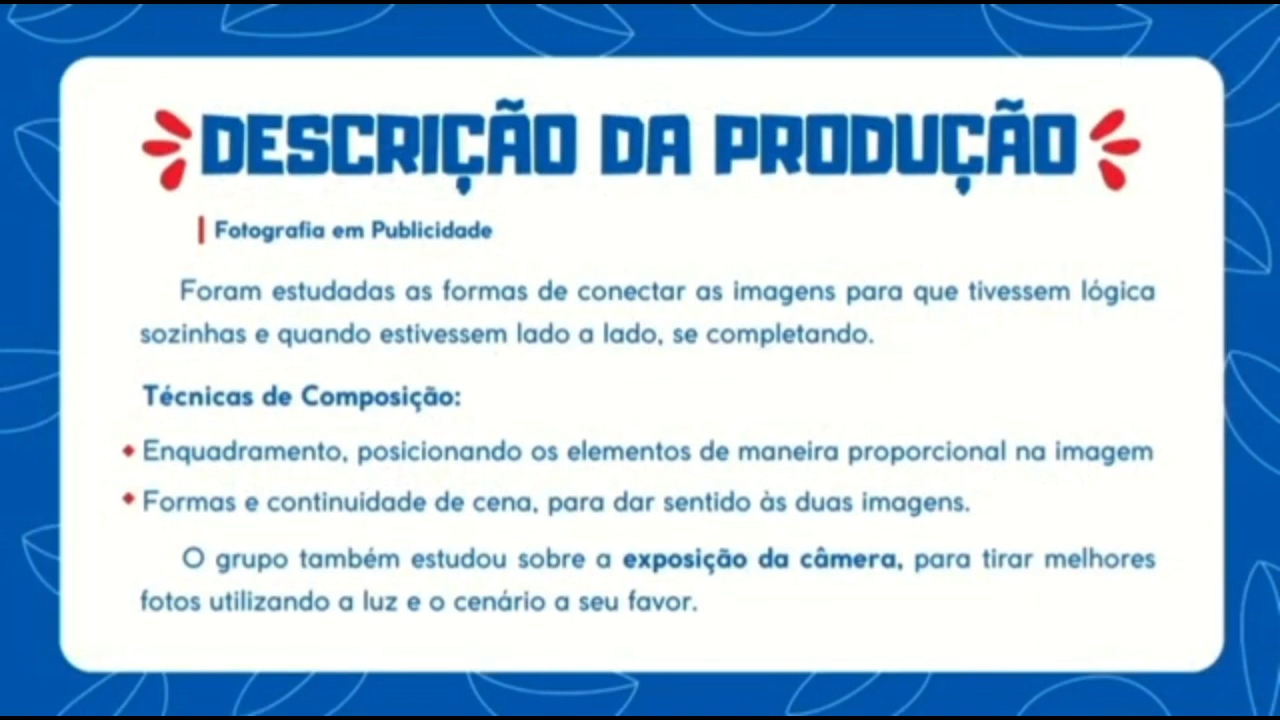 DESCRIÇÃO DA PRODUÇÃO
Fotografia em Publicidade
Foram estudadas as formas de conectar as imagens para que tivessem lógica
sozinhas e quando estivessem lado a lado, se completando.
Técnicas de Composição:
Enquadramento, posicionando os elementos de maneira proporcional na imagem
Formas e continuidade de cena, para dar sentido às duas imagens.
O grupo também estudou sobre a exposição da câmera, para tirar melhores
fotos utilizando a luz e o cenário a seu favor.